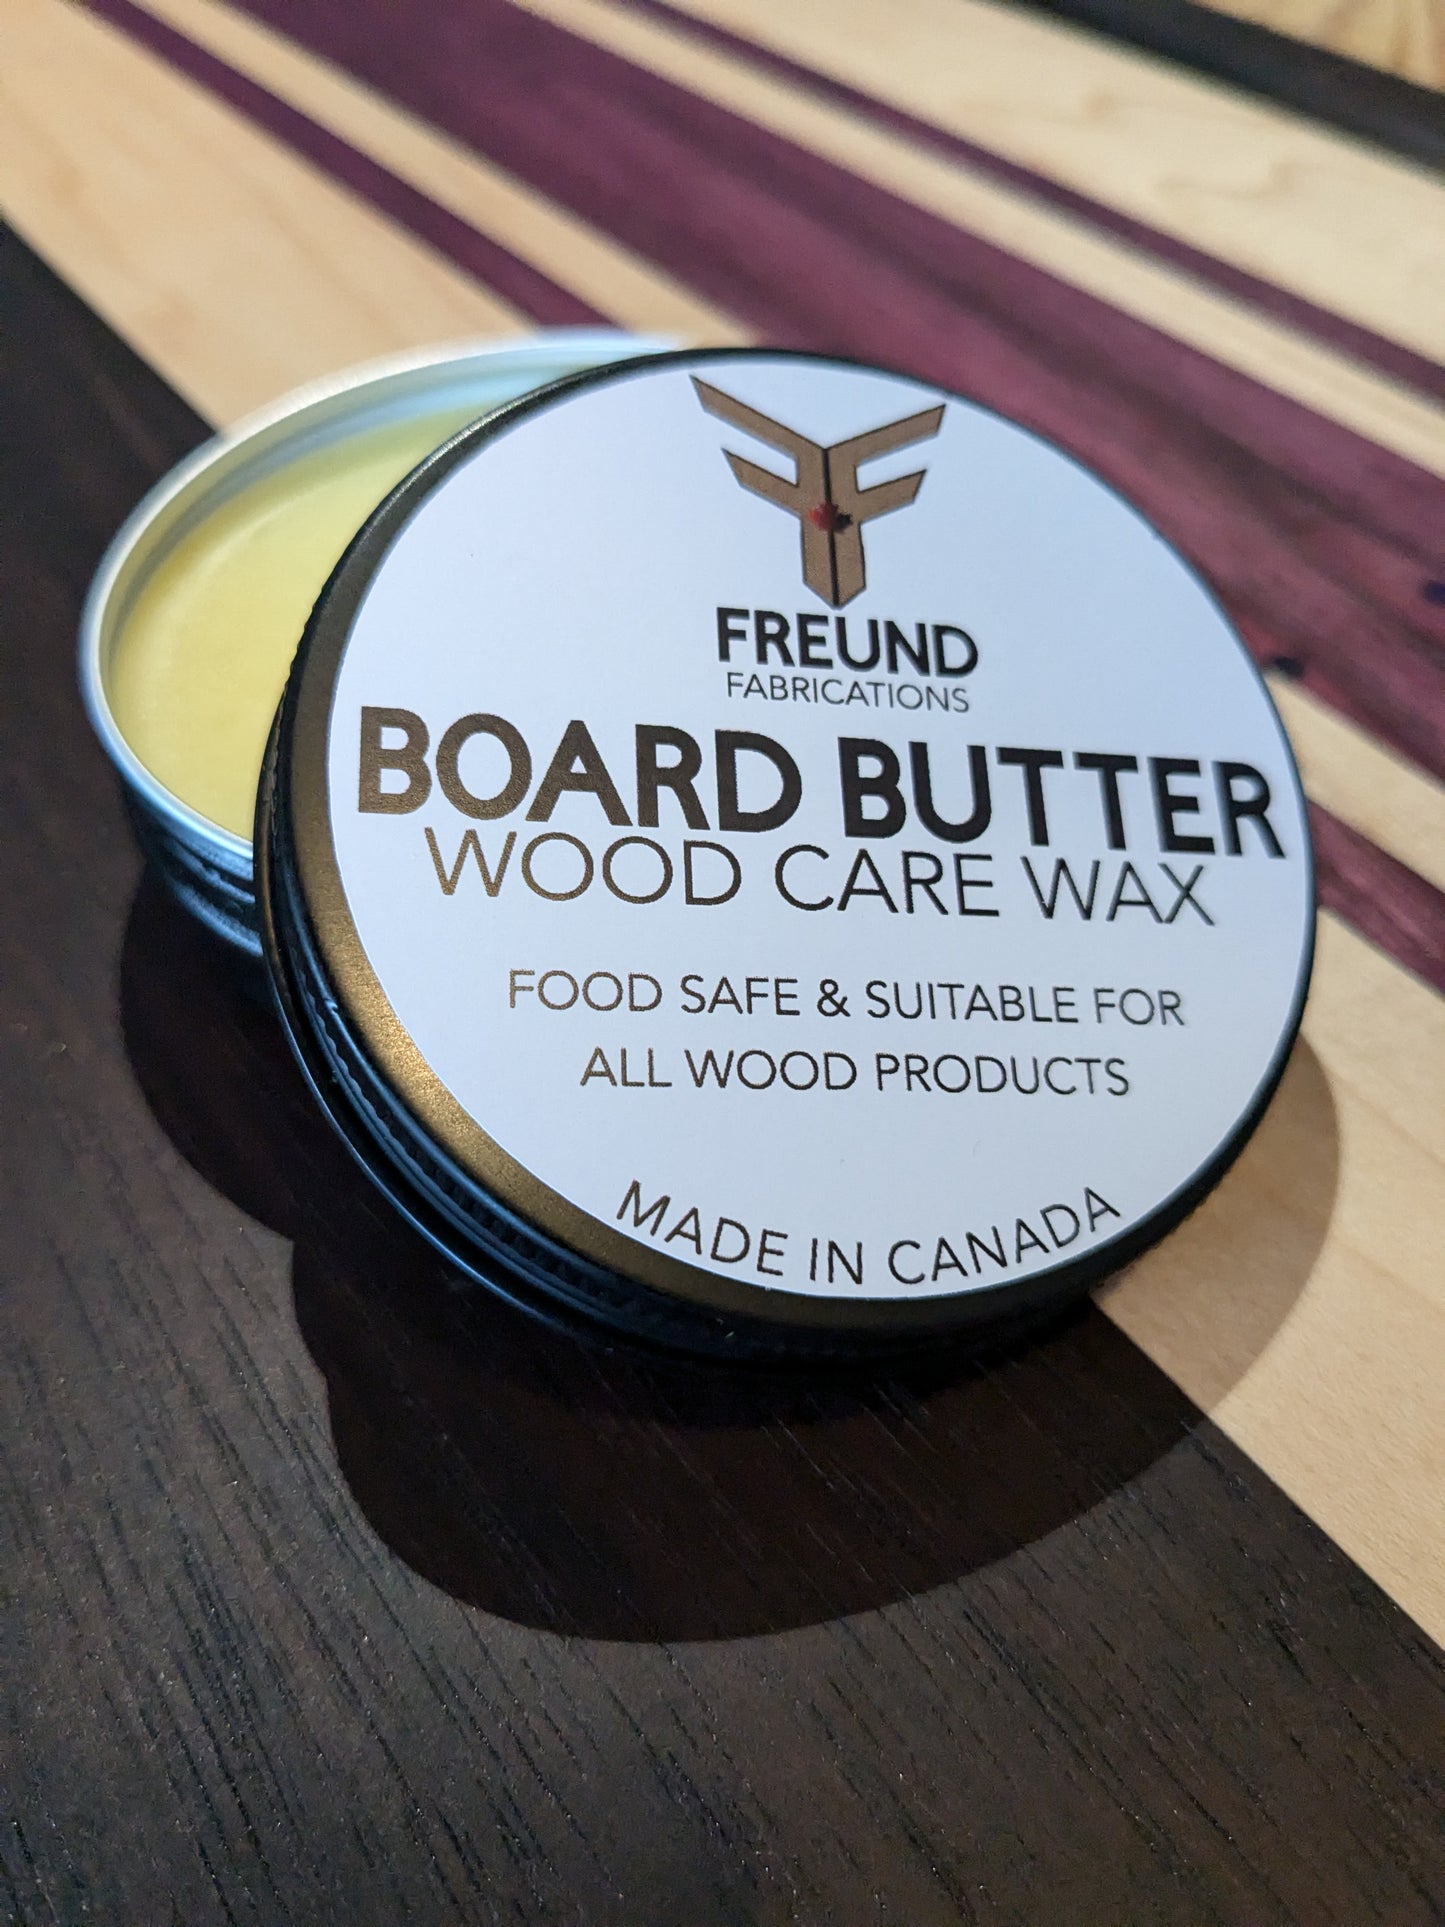 FREUND
FABRICATIONS
BOARD BUTTER
WOOD CARE WAX
FOOD SAFE & SUITABLE FOR
ALL WOOD PRODUCTS
MADE IN CANADA